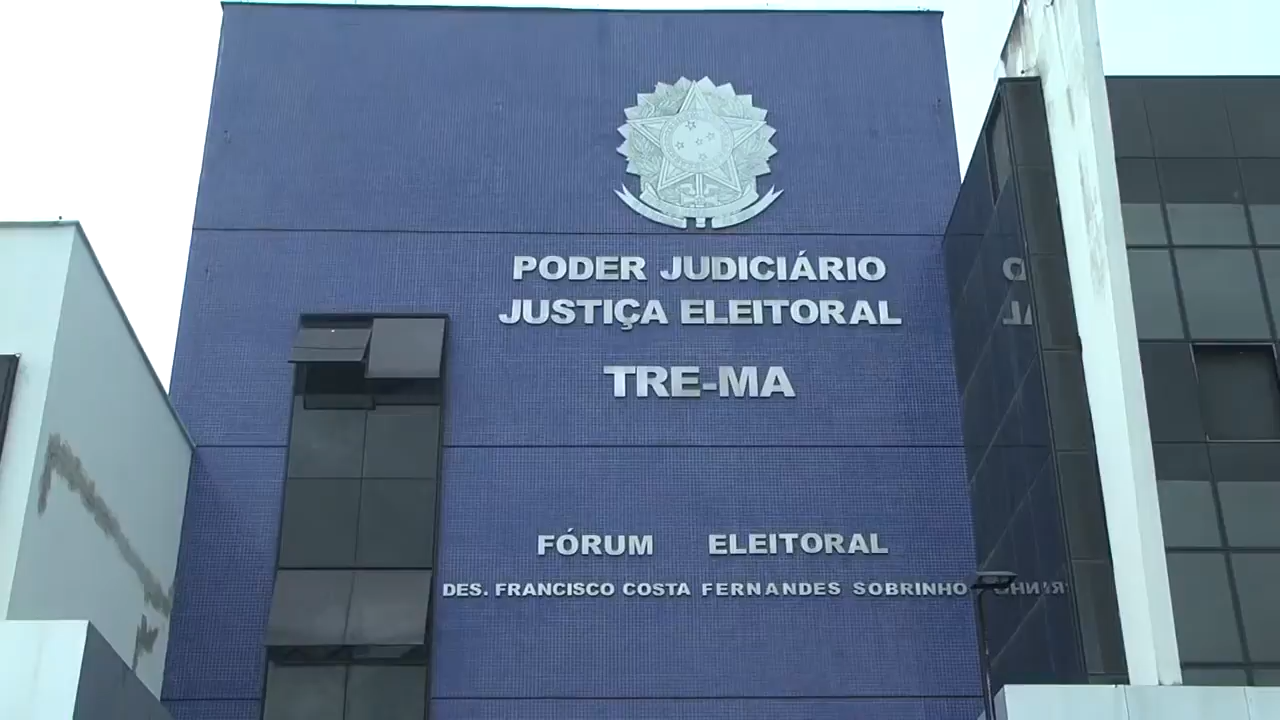 PODER JUDICIÁRIO
JUSTIÇA ELEITORAL
TRE-MA
FÓRUM ELEITORAL
DES. FRANCISCO COSTA FERNANDES SOBRINHO